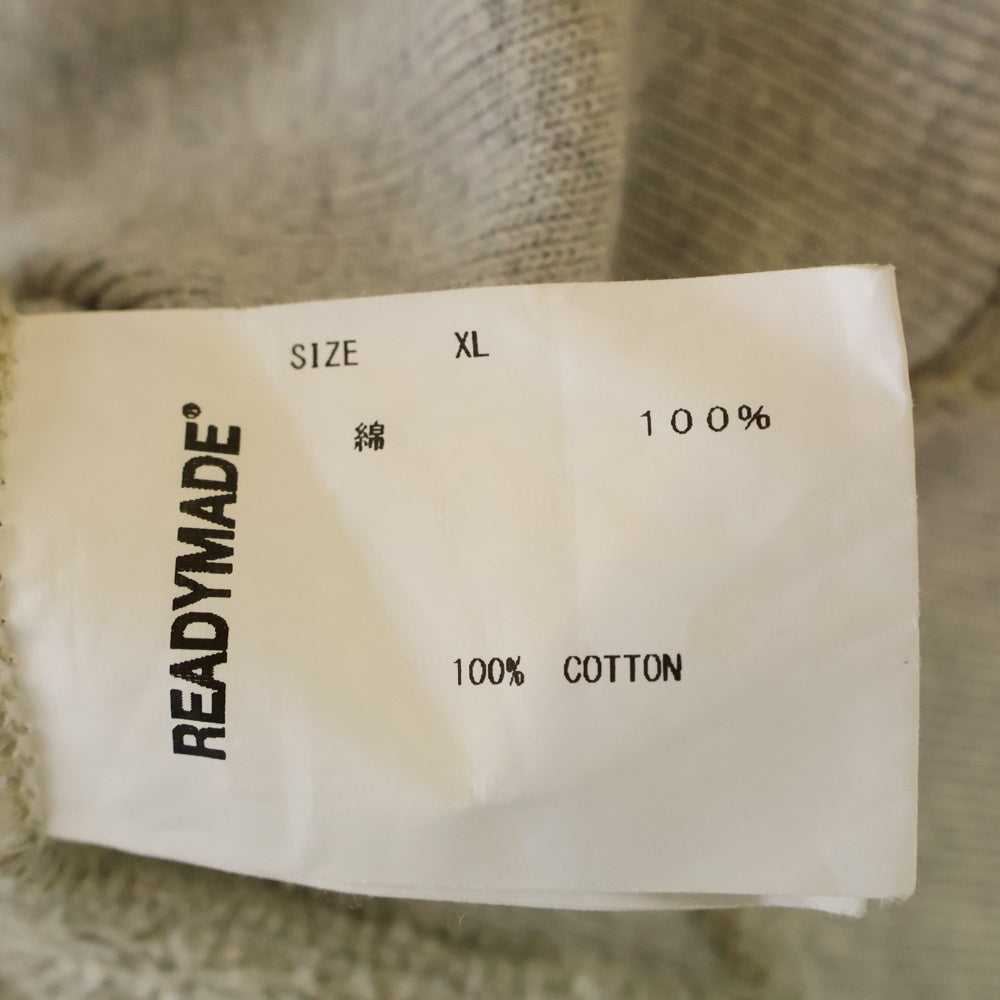 READYMADE®
SIZE XL
綿 100%
100% COTTON